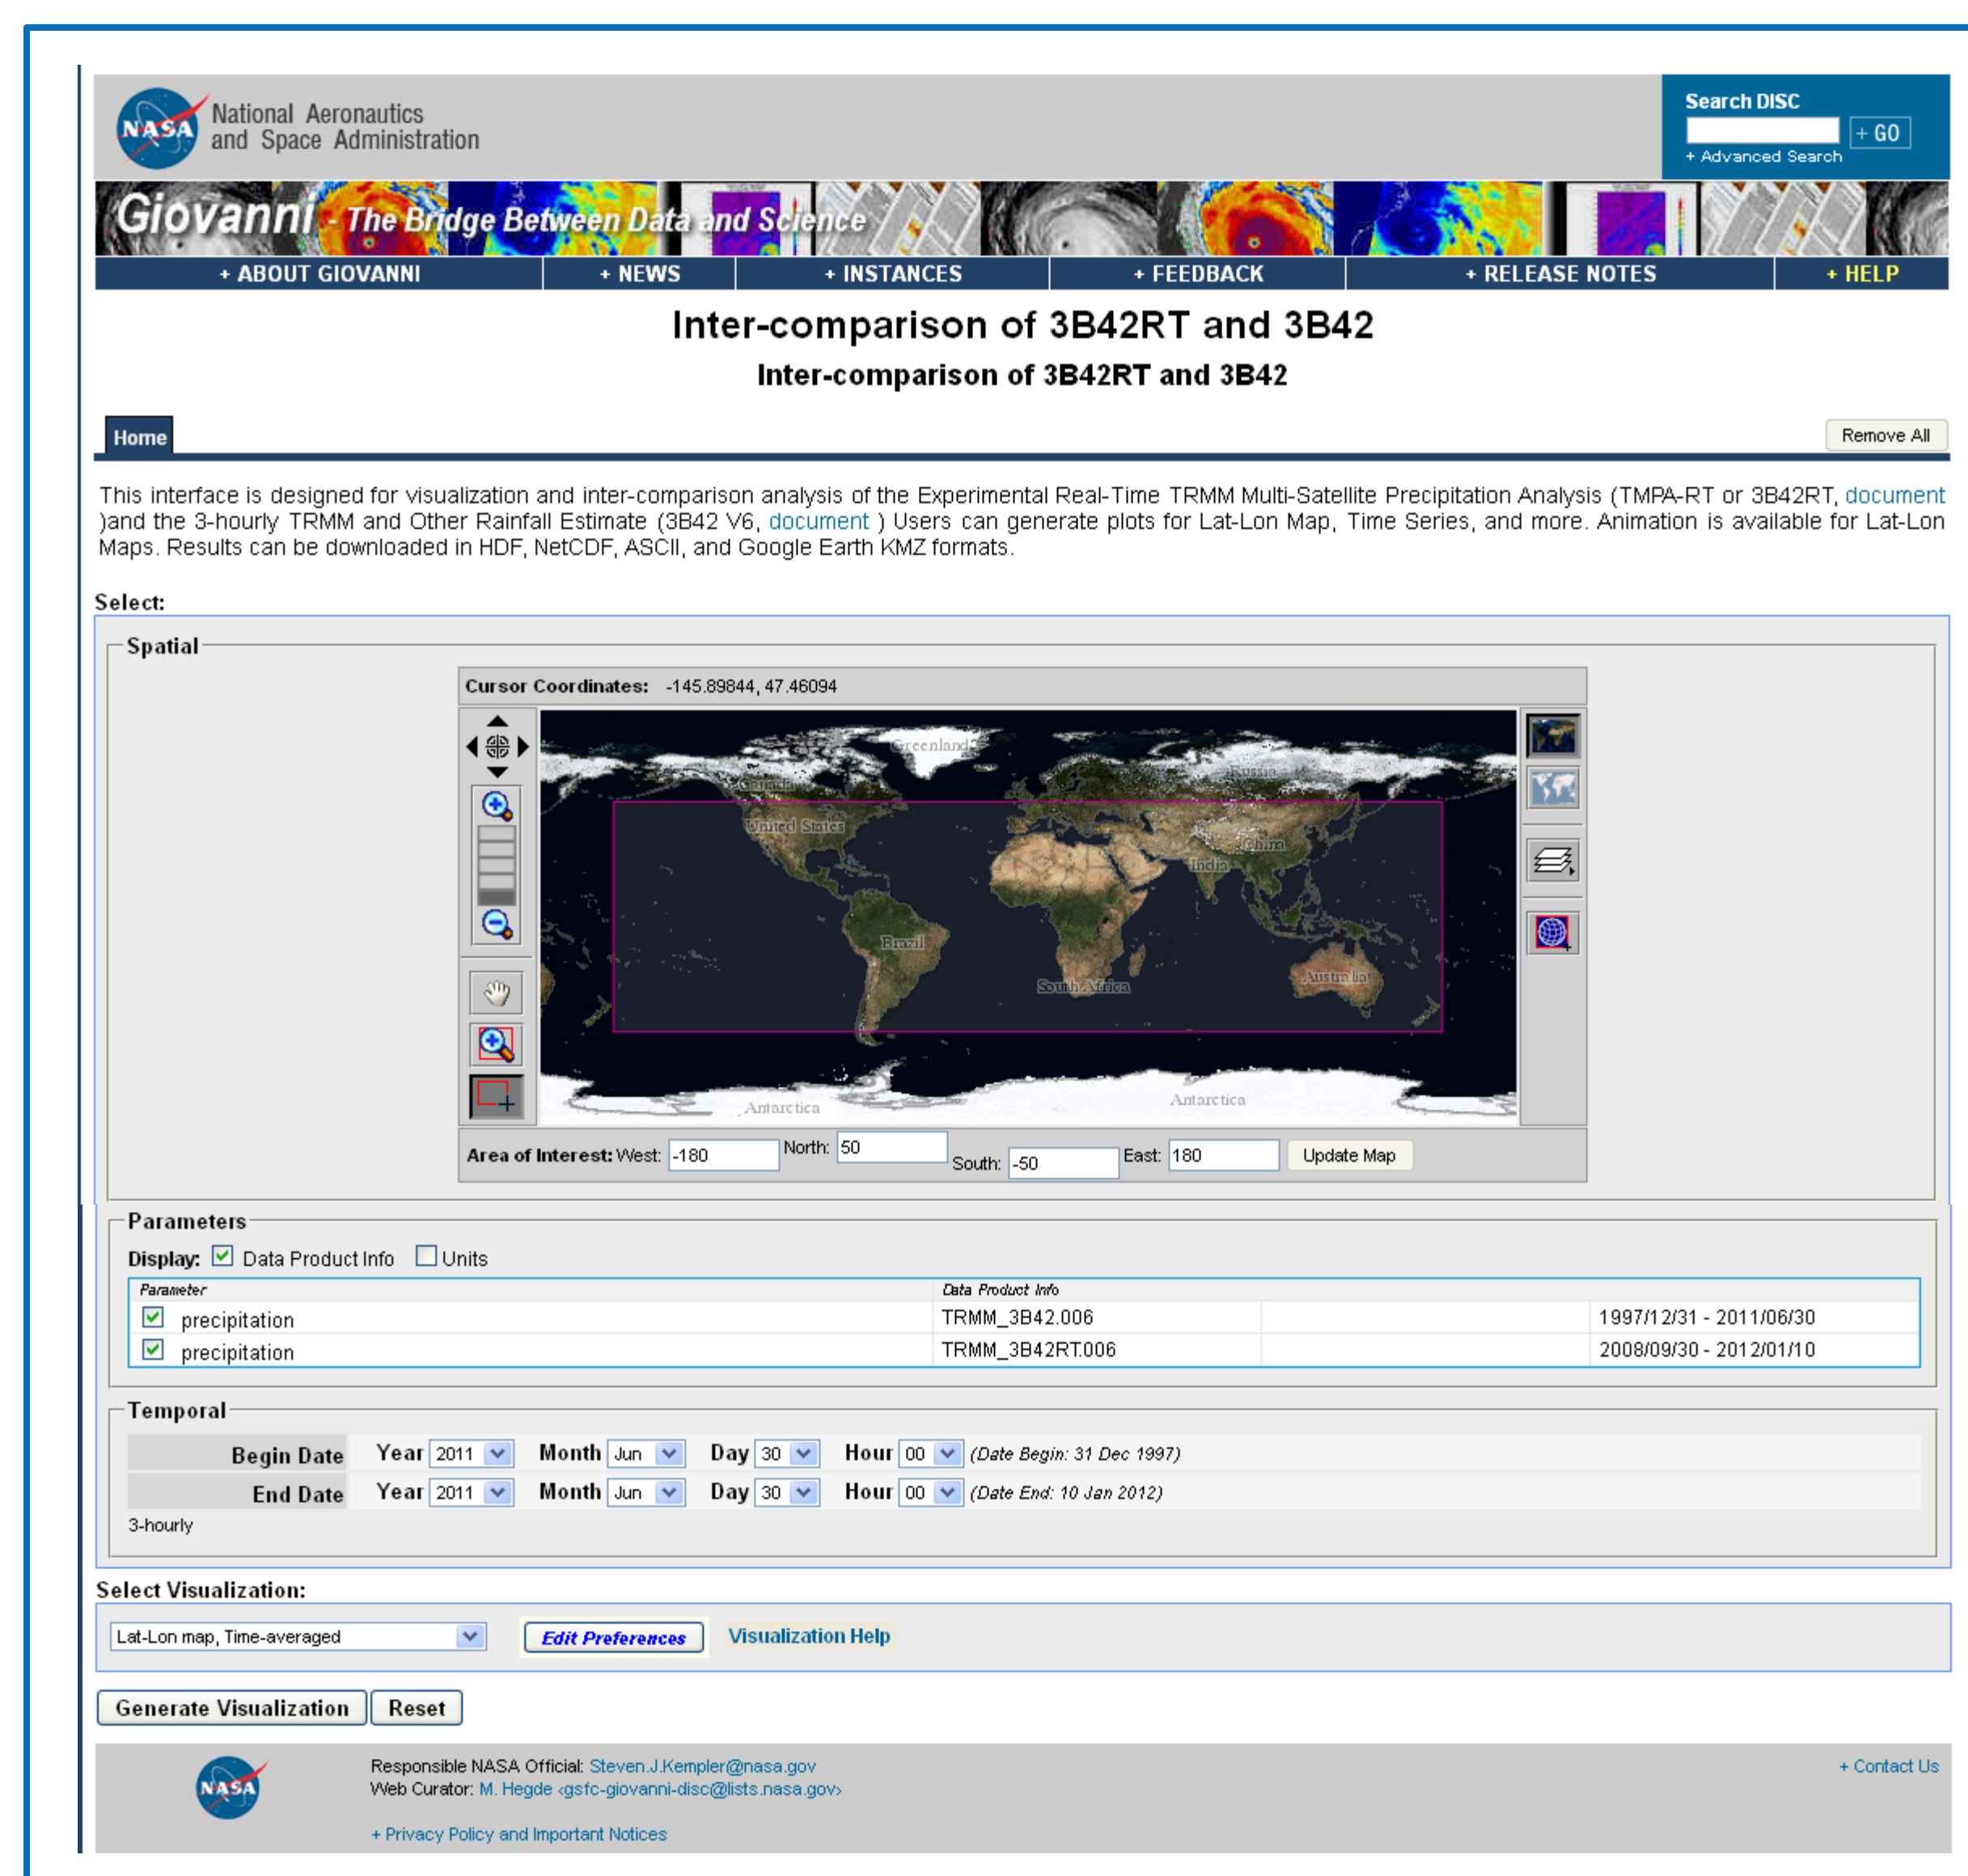 NASA
National Aeronautics
and Space Administration
Search DISC
+ GO
+ Advanced Search
Giovanni - The Bridge Between Data and Science
+ ABOUT GIOVANNI + NEWS + INSTANCES + FEEDBACK + RELEASE NOTES + HELP
Inter-comparison of 3B42RT and 3B42
Inter-comparison of 3B42RT and 3B42
Home Remove All
This interface is designed for visualization and inter-comparison analysis of the Experimental Real-Time TRMM Multi-Satellite Precipitation Analysis (TMPA-RT or 3B42RT, document
)and the 3-hourly TRMM and Other Rainfall Estimate (3B42 V6, document ) Users can generate plots for Lat-Lon Map, Time Series, and more. Animation is available for Lat-Lon
Maps. Results can be downloaded in HDF, NetCDF, ASCII, and Google Earth KMZ formats.
Select:
Spatial
Cursor Coordinates: -145.89844, 47.46094
Greenland
Russia
Canada
United States
China
India
Brazil
Australia
South Africa
Antarctica
Antarctica
Area of Interest: West: -180 North: 50 South: -50 East: 180 Update Map
Parameters
Display: Data Product Info Units
Parameter Data Product Info
precipitation TRMM_3B42.006 1997/12/31 - 2011/06/30
precipitation TRMM_3B42RT.006 2008/09/30 - 2012/01/10
Temporal
Begin Date Year 2011 Month Jun Day 30 Hour 00 (Date Begin: 31 Dec 1997)
End Date Year 2011 Month Jun Day 30 Hour 00 (Date End: 10 Jan 2012)
3-hourly
Select Visualization:
Lat-Lon map, Time-averaged Edit Preferences Visualization Help
Generate Visualization Reset
NASA
Responsible NASA Official: Steven.J.Kempler@nasa.gov
+ Contact Us
Web Curator: M. Hegde <gsfc-giovanni-disc@lists.nasa.gov>
+ Privacy Policy and Important Notices